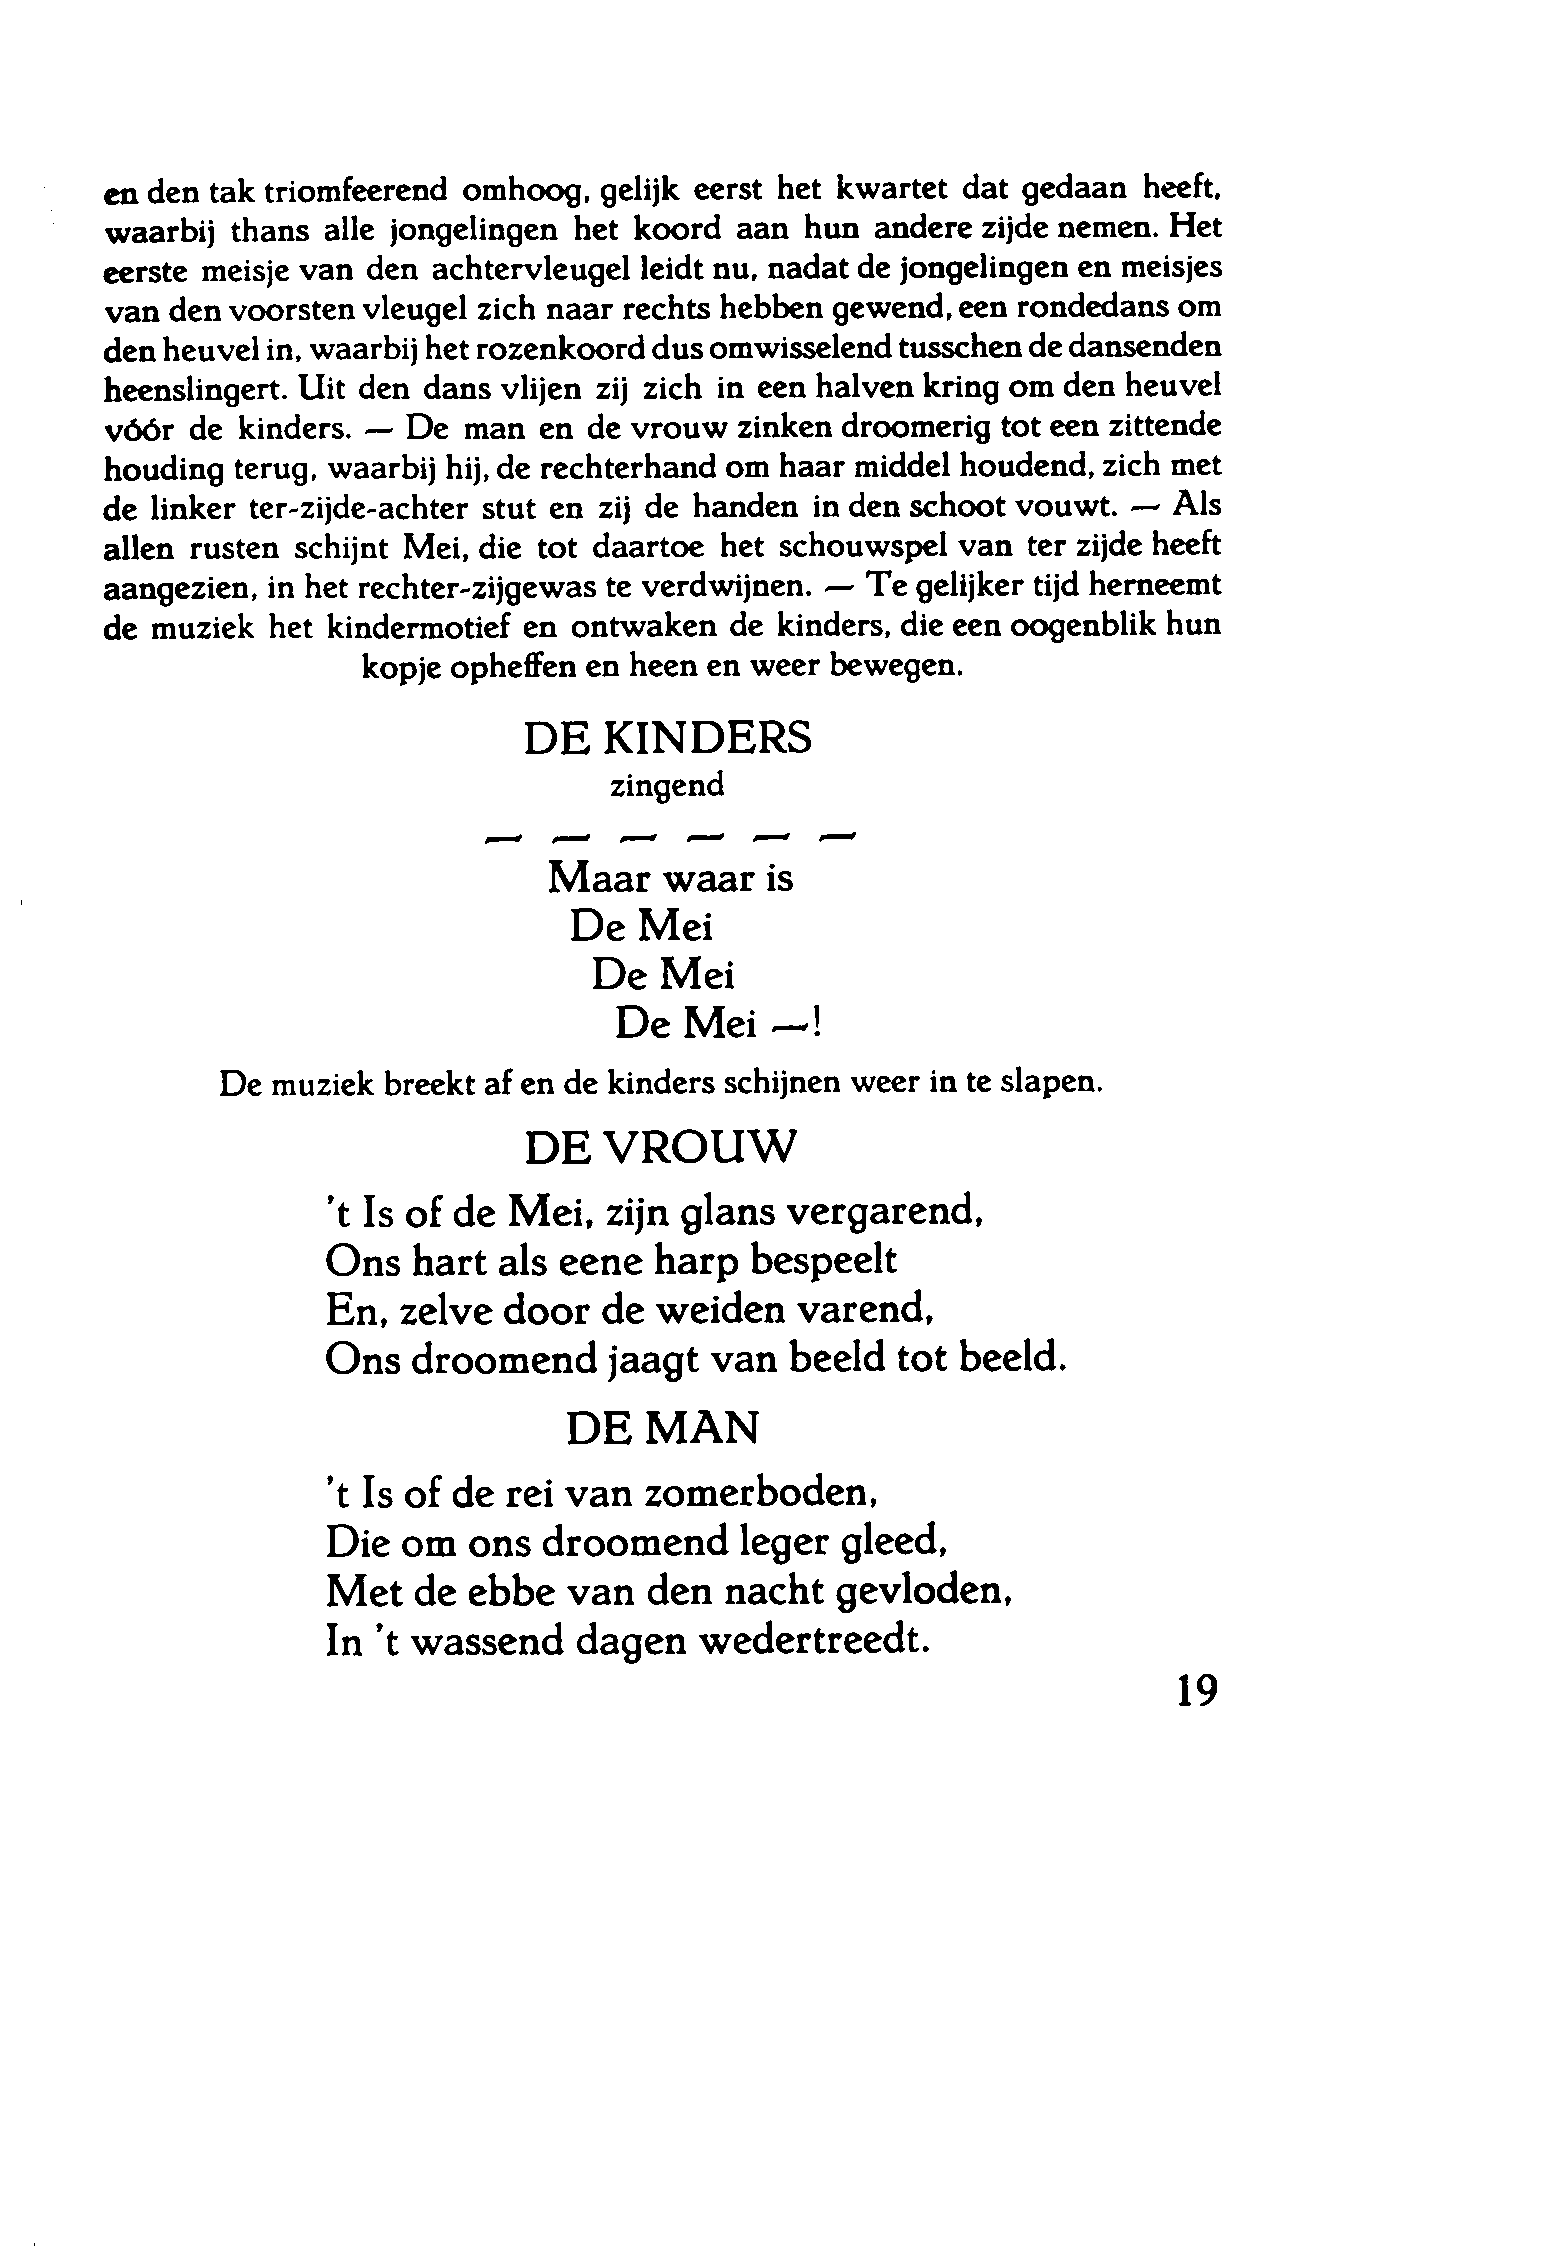 en den tak triomfeerend omhoog, gelijk eerst het kwartet dat gedaan heeft,
waarbij thans alle jongelingen het koord aan hun andere zijde nemen. Het
eerste meisje van den achtervleugel leidt nu, nadat de jongelingen en meisjes
van den voorsten vleugel zich naar rechts hebben gewend, een rondedans om
den heuvel in, waarbij het rozenkoord dus omwisselend tusschen de dansenden
heenslingert. Uit den dans vlijen zij zich in een halven kring om den heuvel
vóór de kinders. — De man en de vrouw zinken droomerig tot een zittende
houding terug, waarbij hij, de rechterhand om haar middel houdend, zich met
de linker ter-zijde-achter stut en zij de handen in den schoot vouwt. — Als
allen rusten schijnt Mei, die tot daartoe het schouwspel van ter zijde heeft
aangezien, in het rechter-zijgewas te verdwijnen. — Te gelijker tijd herneemt
de muziek het kindermotief en ontwaken de kinders, die een oogenblik hun
kopje opheffen en heen en weer bewegen.
DE KINDERS
zingend
— — — — — —
Maar waar is
De Mei
De Mei
De Mei —!
De muziek breekt af en de kinders schijnen weer in te slapen.
DE VROUW
't Is of de Mei, zijn glans vergarend,
Ons hart als eene harp bespeelt
En, zelve door de weiden varend,
Ons droomend jaagt van beeld tot beeld.
DE MAN
't Is of de rei van zomerboden,
Die om ons droomend leger gleed,
Met de ebbe van den nacht gevloden,
In 't wassend dagen wedertreedt.
19